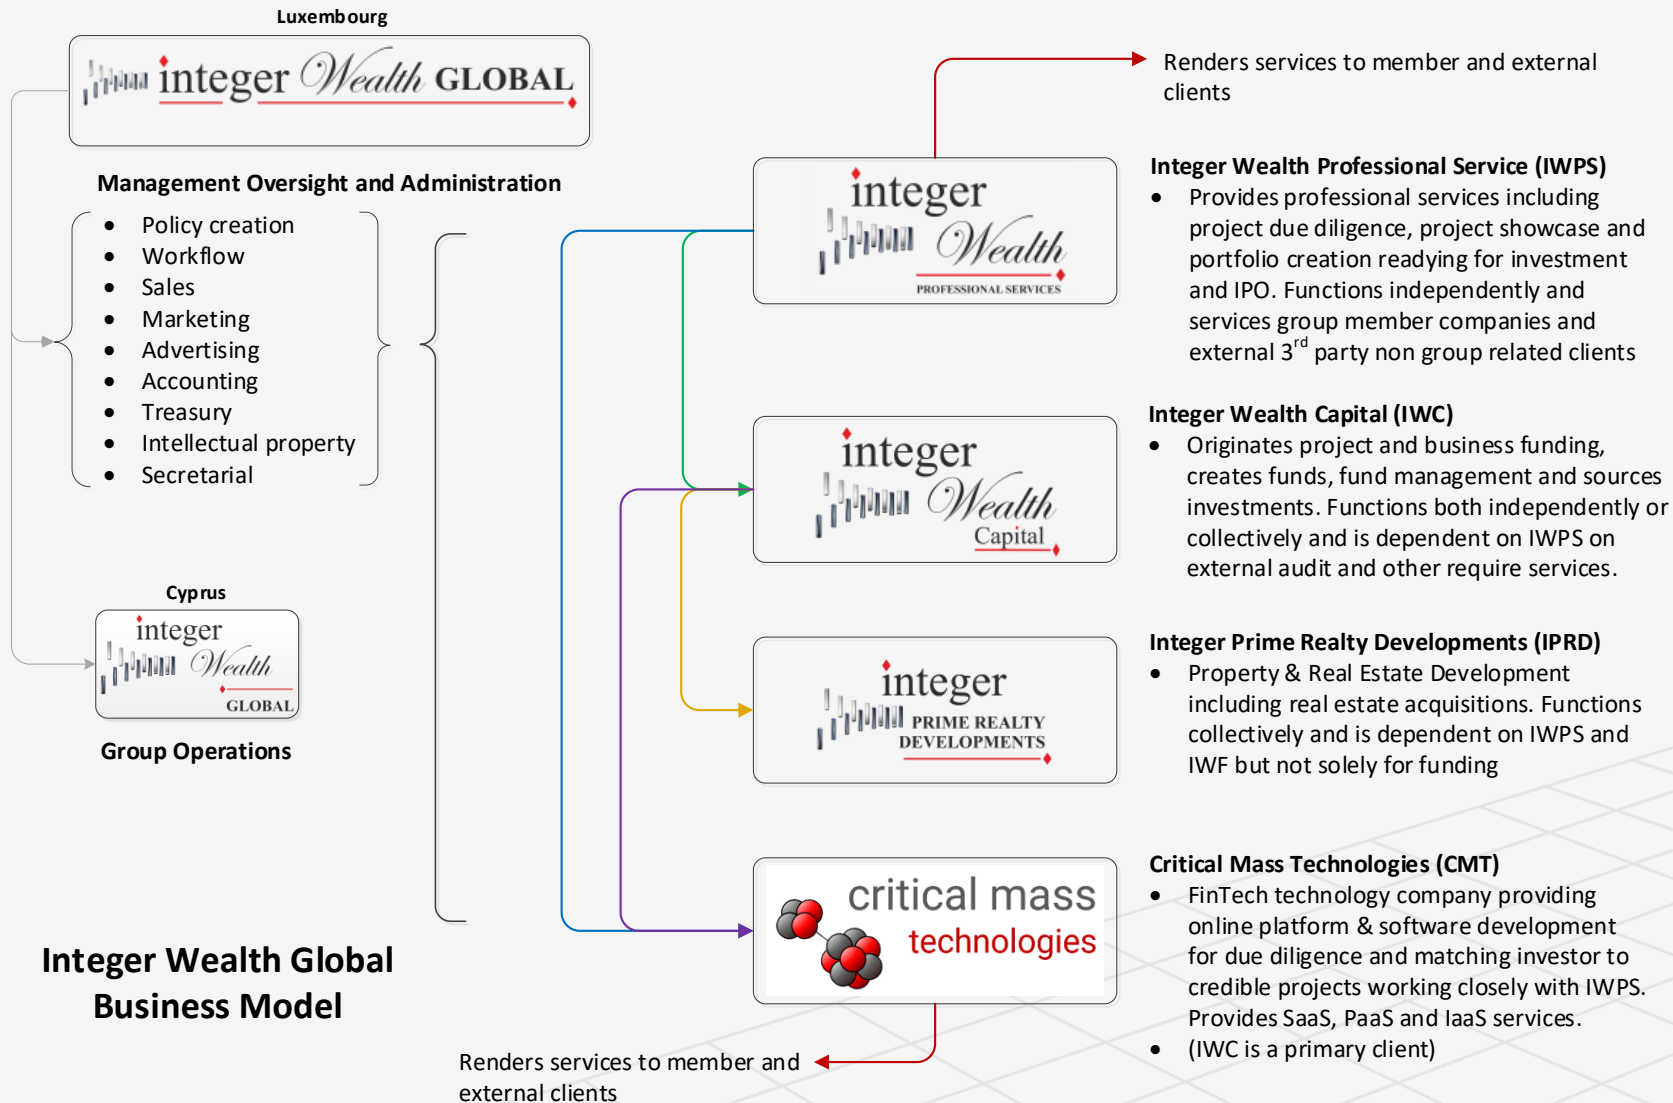 Luxembourg
integer Wealth GLOBAL
Management Oversight and Administration
• Policy creation
• Workflow
• Sales
• Marketing
• Advertising
• Accounting
• Treasury
• Intellectual property
• Secretarial
Cyprus
integer
Wealth
GLOBAL
Group Operations
Integer Wealth Global
Business Model
Renders services to member and external
clients
integer
Wealth
PROFESSIONAL SERVICES
Integer Wealth Professional Service (IWPS)
• Provides professional services including
project due diligence, project showcase and
portfolio creation readying for investment
and IPO. Functions independently and
services group member companies and
external 3rd party non group related clients
integer
Wealth
Capital
Integer Wealth Capital (IWC)
• Originates project and business funding,
creates funds, fund management and sources
investments. Functions both independently or
collectively and is dependent on IWPS on
external audit and other require services.
integer
PRIME REALTY
DEVELOPMENTS
Integer Prime Realty Developments (IPRD)
• Property & Real Estate Development
including real estate acquisitions. Functions
collectively and is dependent on IWPS and
IWF but not solely for funding
critical mass
technologies
Critical Mass Technologies (CMT)
• FinTech technology company providing
online platform & software development
for due diligence and matching investor to
credible projects working closely with IWPS.
Provides SaaS, PaaS and IaaS services.
• (IWC is a primary client)
Renders services to member and
external clients